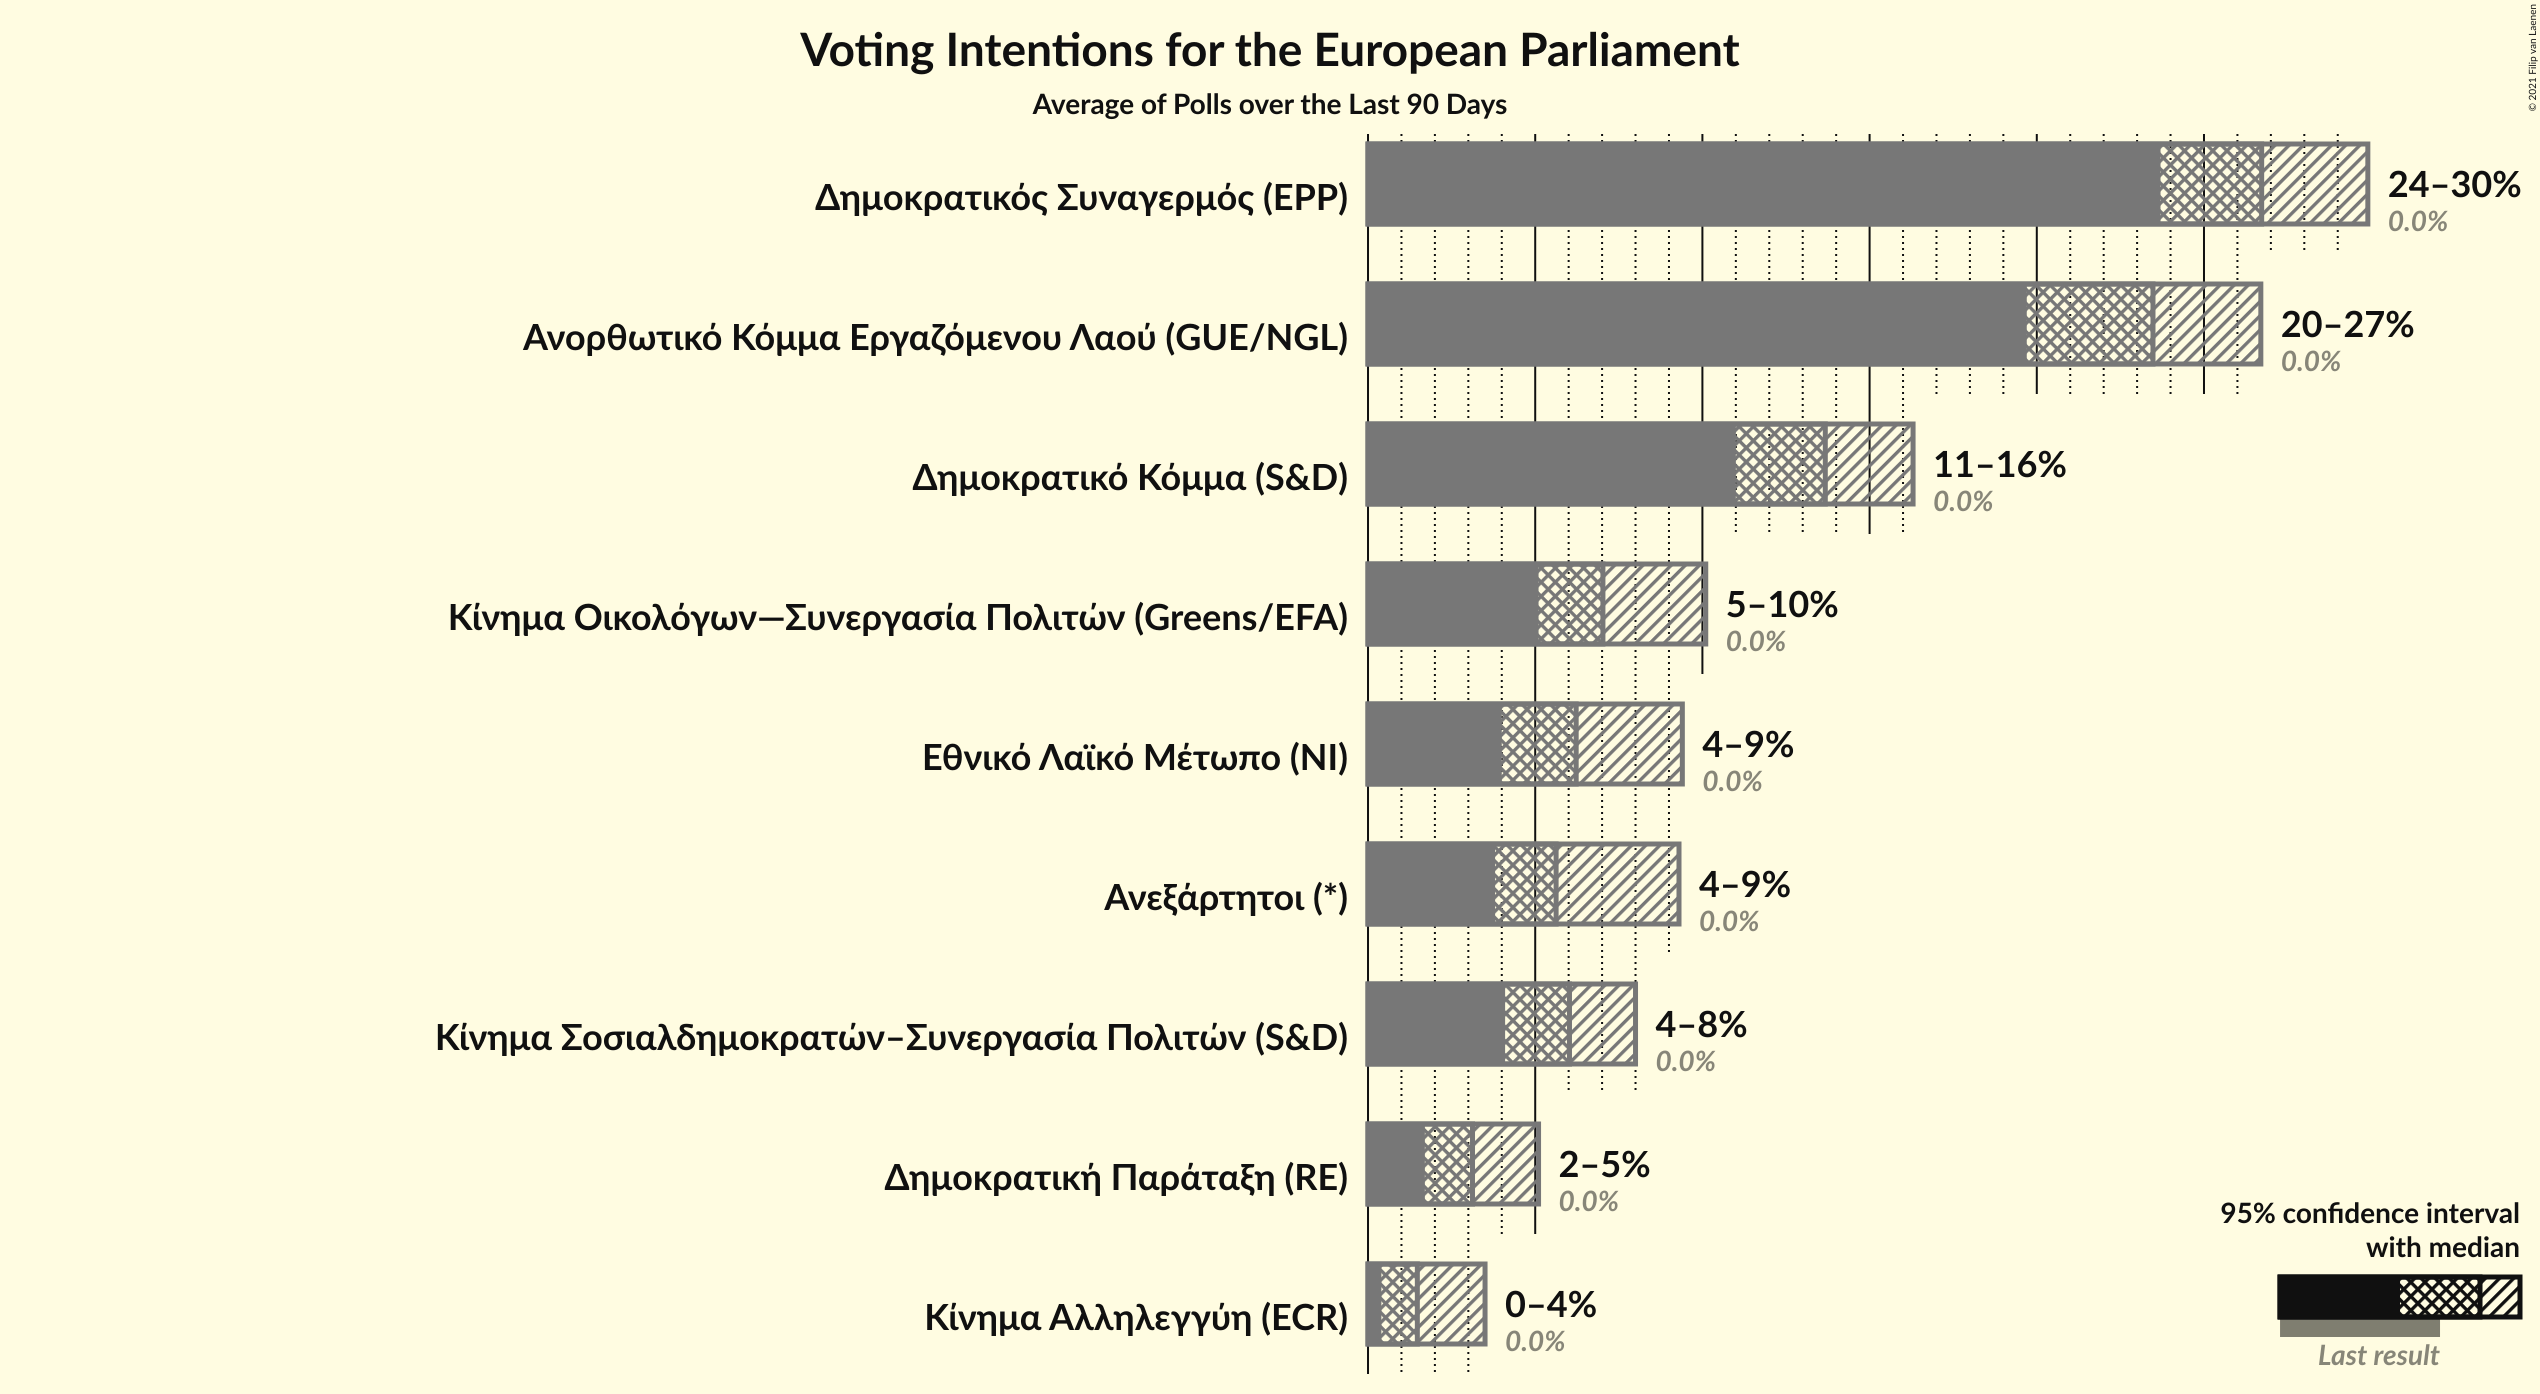 Voting Intentions for the European Parliament
Average of Polls over the Last 90 Days
© 2021 Filip van Laenen
Δημοκρατικός Συναγερμός (EPP)
24–30%
0.0%
Ανορθωτικό Κόμμα Εργαζόμενου Λαού (GUE/NGL)
20–27%
0.0%
Δημοκρατικό Κόμμα (S&D)
11–16%
0.0%
Κίνημα Οικολόγων—Συνεργασία Πολιτών (Greens/EFA)
5–10%
0.0%
Εθνικό Λαϊκό Μέτωπο (NI)
4–9%
0.0%
Ανεξάρτητοι (*)
4–9%
0.0%
Κίνημα Σοσιαλδημοκρατών–Συνεργασία Πολιτών (S&D)
4–8%
0.0%
Δημοκρατική Παράταξη (RE)
2–5%
0.0%
Κίνημα Αλληλεγγύη (ECR)
0–4%
0.0%
95% confidence interval
with median
Last result